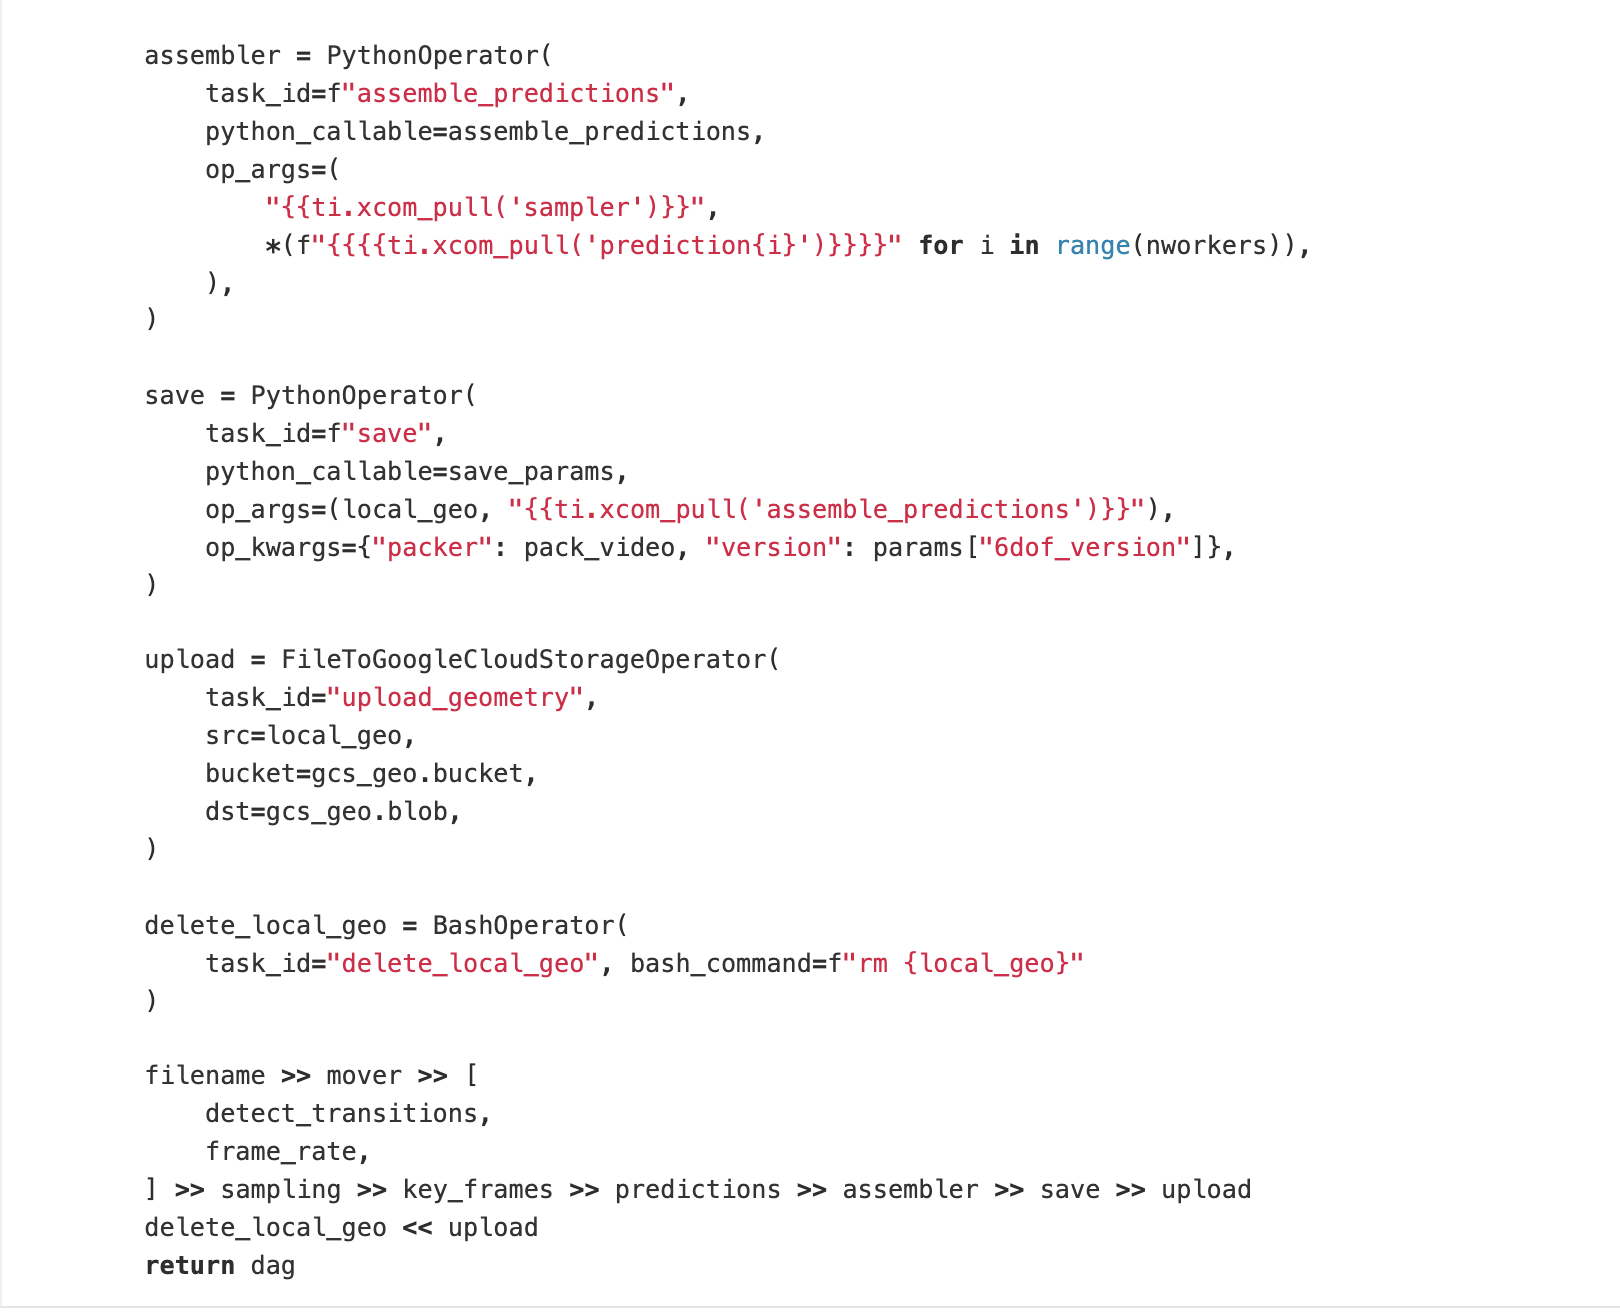 assembler = PythonOperator(
    task_id=f"assemble_predictions",
    python_callable=assemble_predictions,
    op_args=(
        "{{ti.xcom_pull('sampler')}}",
        *(f"{{{{ti.xcom_pull('prediction{i}')}}}}" for i in range(nworkers)),
    ),
)

save = PythonOperator(
    task_id=f"save",
    python_callable=save_params,
    op_args=(local_geo, "{{ti.xcom_pull('assemble_predictions')}}"),
    op_kwargs={"packer": pack_video, "version": params["6dof_version"]},
)

upload = FileToGoogleCloudStorageOperator(
    task_id="upload_geometry",
    src=local_geo,
    bucket=gcs_geo.bucket,
    dst=gcs_geo.blob,
)

delete_local_geo = BashOperator(
    task_id="delete_local_geo", bash_command=f"rm {local_geo}"
)

filename >> mover >> [
    detect_transitions,
    frame_rate,
] >> sampling >> key_frames >> predictions >> assembler >> save >> upload
delete_local_geo << upload
return dag